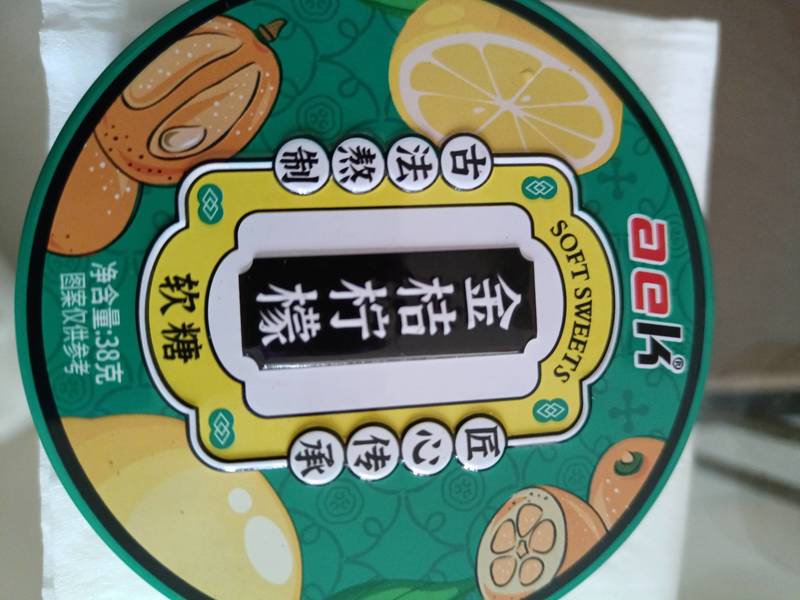 aek®
SOFT SWEETS
匠心传承
金桔柠檬
古法熬制
软糖
净含量:38克
图案仅供参考